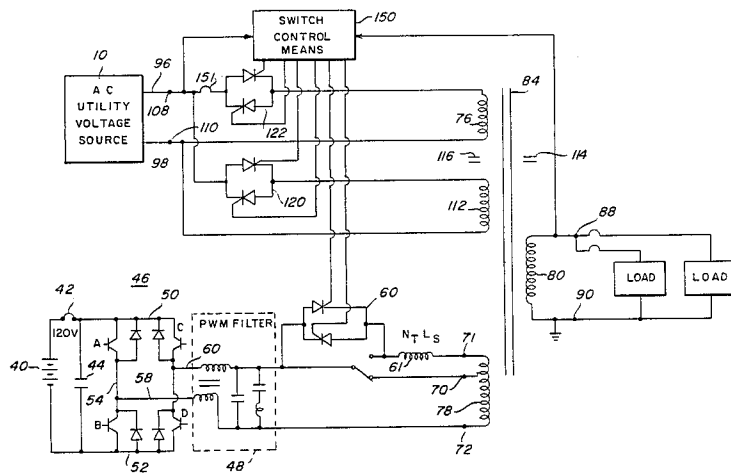 SWITCH
CONTROL
MEANS
150
10
96
A C
UTILITY
VOLTAGE
SOURCE
108
151
122
84
76
110
98
116
114
120
112
88
80
LOAD
LOAD
90
46
42
50
60
120V
A
C
PWM FILTER
N_T L_S
71
61
40
44
60
58
54
70
78
B
D
52
48
72